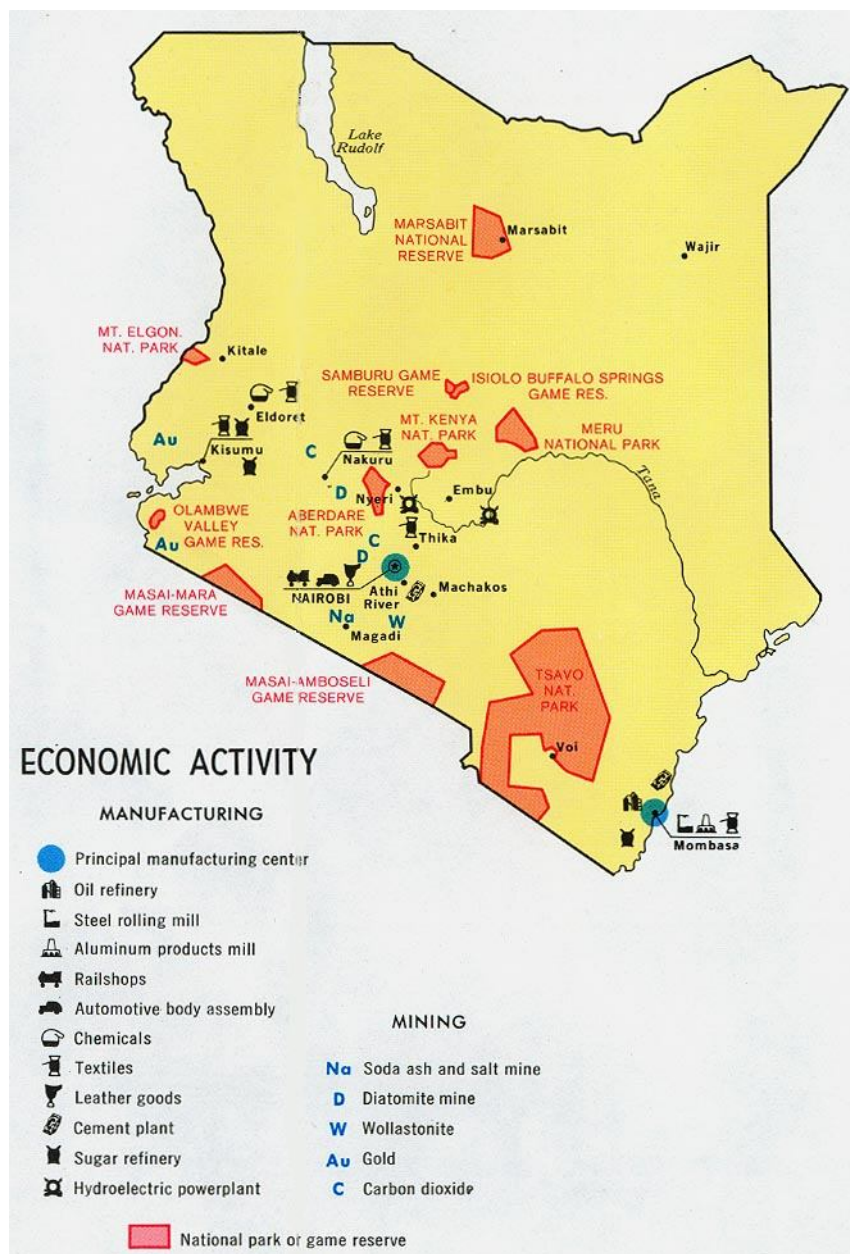 Lake
Rudolf
MARSABIT
NATIONAL
RESERVE
Marsabit
Wajir
MT. ELGON.
NAT. PARK
Kitale
SAMBURU GAME
RESERVE
ISIOLO BUFFALO SPRINGS
GAME RES.
Eldoret
MT. KENYA
NAT. PARK
MERU
NATIONAL PARK
Au
Kisumu
C
Nakuru
D
Nyeri
Embu
Tana
OLAMBWE
VALLEY
GAME RES.
Au
ABERDARE
NAT. PARK
C
D
Thika
MASAI-MARA
GAME RESERVE
NAIROBI
Athi
River
Machakos
Na
W
Magadi
MASAI-AMBOSELI
GAME RESERVE
TSAVO
NAT.
PARK
Voi
Mombasa
ECONOMIC ACTIVITY
MANUFACTURING
Principal manufacturing center
Oil refinery
Steel rolling mill
Aluminum products mill
Railshops
Automotive body assembly
Chemicals
Textiles
Leather goods
Cement plant
Sugar refinery
Hydroelectric powerplant
MINING
Na Soda ash and salt mine
D Diatomite mine
W Wollastonite
Au Gold
C Carbon dioxide
National park or game reserve